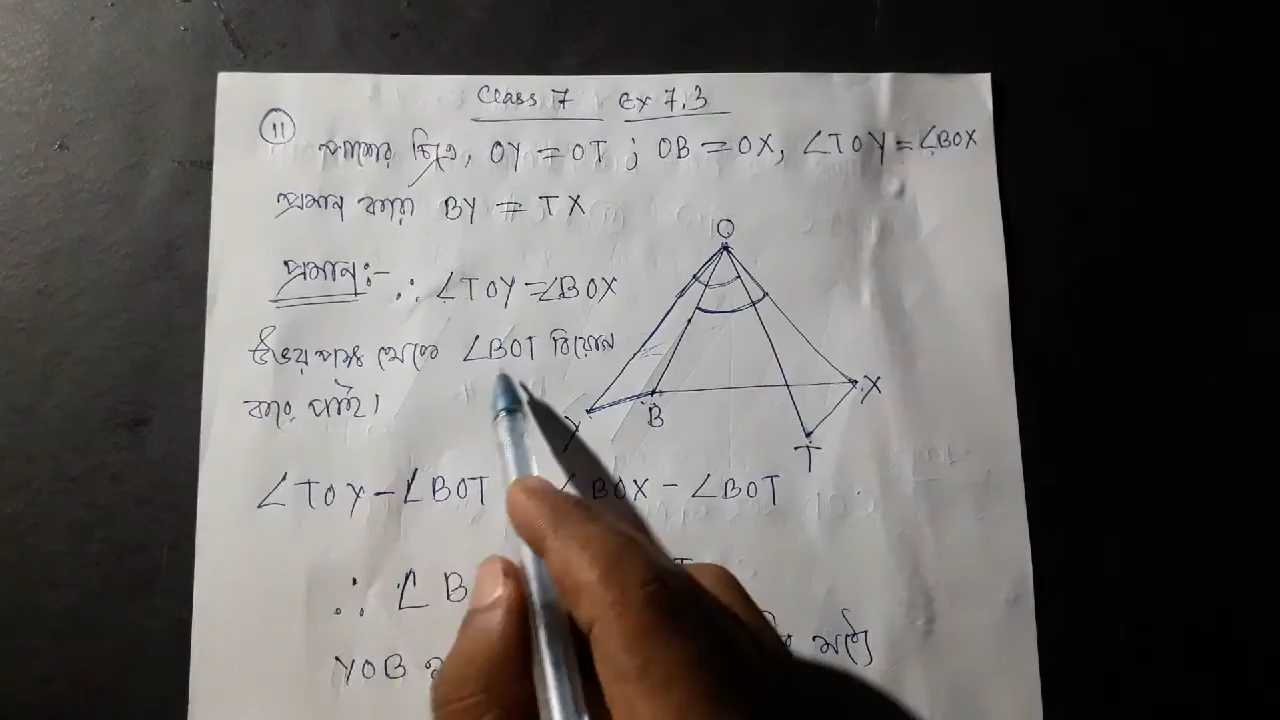 Class 7 Ex 7.3
11 পাশের চিত্রে, OY = OT ; OB = OX, ∠TOY = ∠BOX
প্রমান করো BY = TX
প্রমান:- ∴ ∠TOY = ∠BOX
উভয় পক্ষ থেকে ∠BOT বিয়োগ
করে পাই।
O
Y B X
T
∠TOY - ∠BOT ∠BOX - ∠BOT
∴ ∠B
YOB মধ্যে